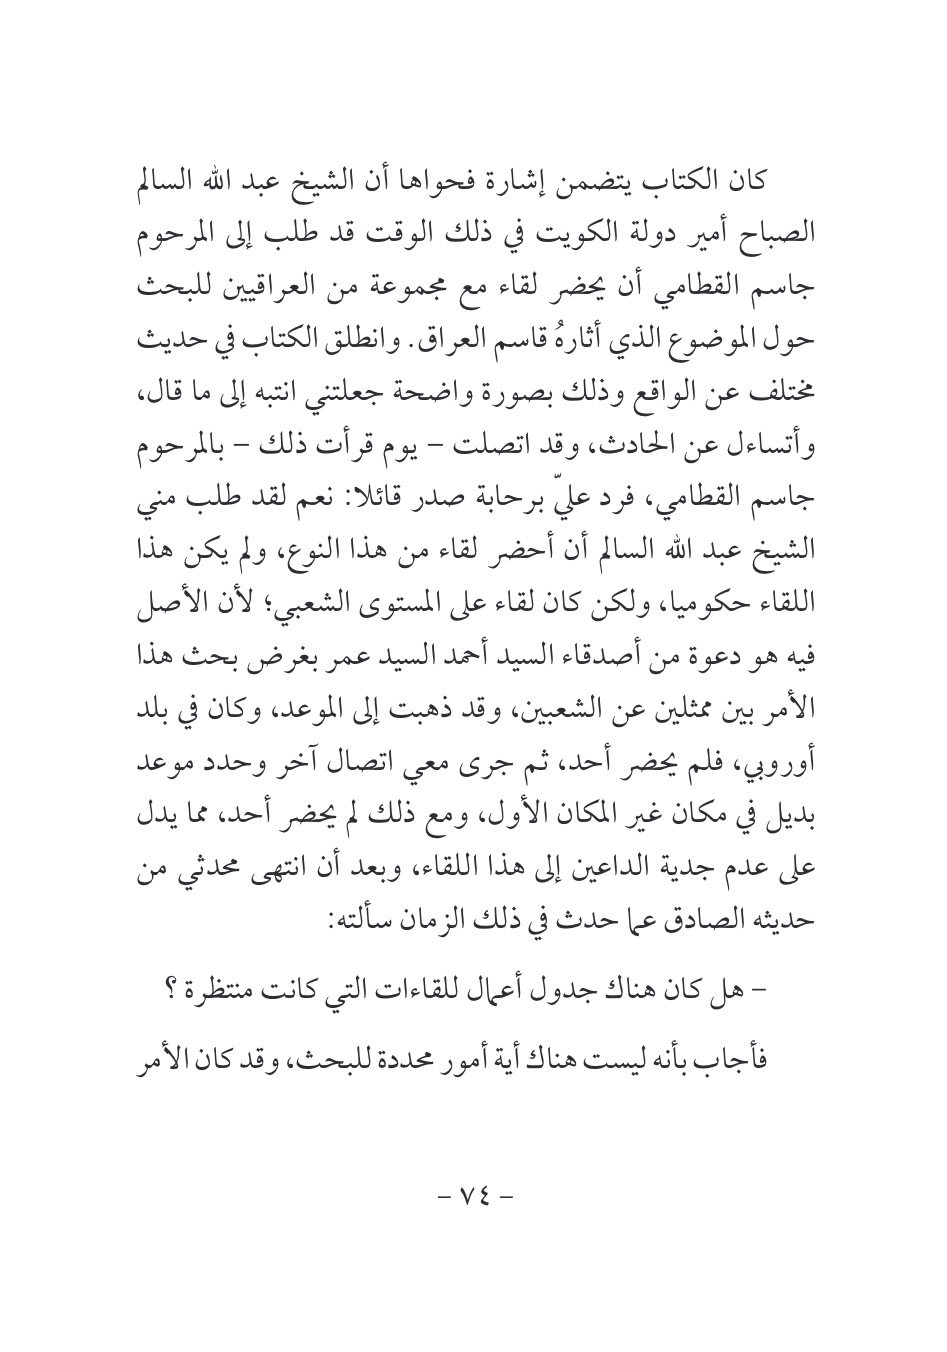 كان الكتاب يتضمن إشارة فحواها أن الشيخ عبد الله السالم
الصباح أمير دولة الكويت في ذلك الوقت قد طلب إلى المرحوم
جاسم القطامي أن يحضر لقاء مع مجموعة من العراقيين للبحث
حول الموضوع الذي أثارهُ قاسم العراق. وانطلق الكتاب في حديث
مختلف عن الواقع وذلك بصورة واضحة جعلتني انتبه إلى ما قال،
وأتساءل عن الحادث، وقد اتصلت – يوم قرأت ذلك – بالمرحوم
جاسم القطامي، فرد عليّ برحابة صدر قائلا: نعم لقد طلب مني
الشيخ عبد الله السالم أن أحضر لقاء من هذا النوع، ولم يكن هذا
اللقاء حكوميا، ولكن كان لقاء على المستوى الشعبي؛ لأن الأصل
فيه هو دعوة من أصدقاء السيد أحمد السيد عمر بغرض بحث هذا
الأمر بين ممثلين عن الشعبين، وقد ذهبت إلى الموعد، وكان في بلد
أوروبي، فلم يحضر أحد، ثم جرى معي اتصال آخر وحدد موعد
بديل في مكان غير المكان الأول، ومع ذلك لم يحضر أحد، مما يدل
على عدم جدية الداعين إلى هذا اللقاء، وبعد أن انتهى محدثي من
حديثه الصادق عما حدث في ذلك الزمان سألته:
– هل كان هناك جدول أعمال للقاءات التي كانت منتظرة ؟
فأجاب بأنه ليست هناك أية أمور محددة للبحث، وقد كان الأمر
– ٧٤ –